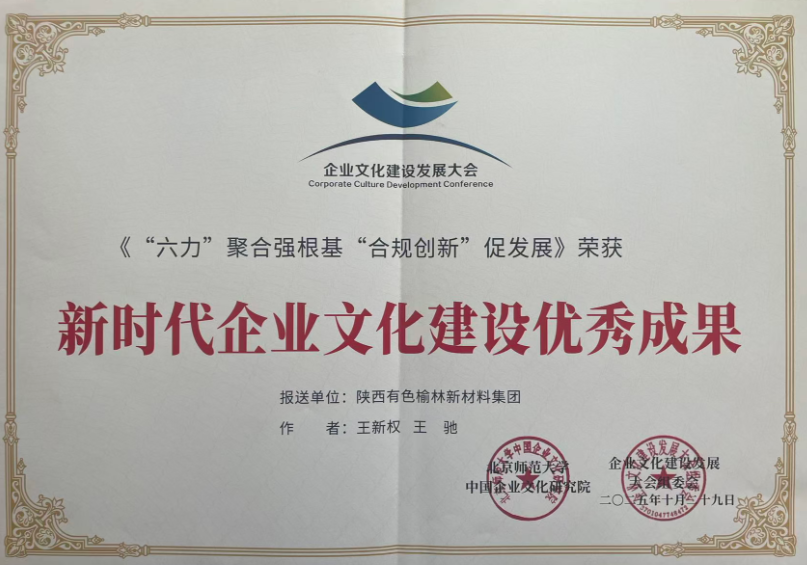 企业文化建设发展大会
Corporate Culture Development Conference
《“六力”聚合强根基“合规创新”促发展》荣获
新时代企业文化建设优秀成果
报送单位：陕西有色榆林新材料集团
作　者：王新权 王　驰
北京师范大学
中国企业文化研究院
企业文化建设发展
大会组委会
二〇二五年十月二十九日